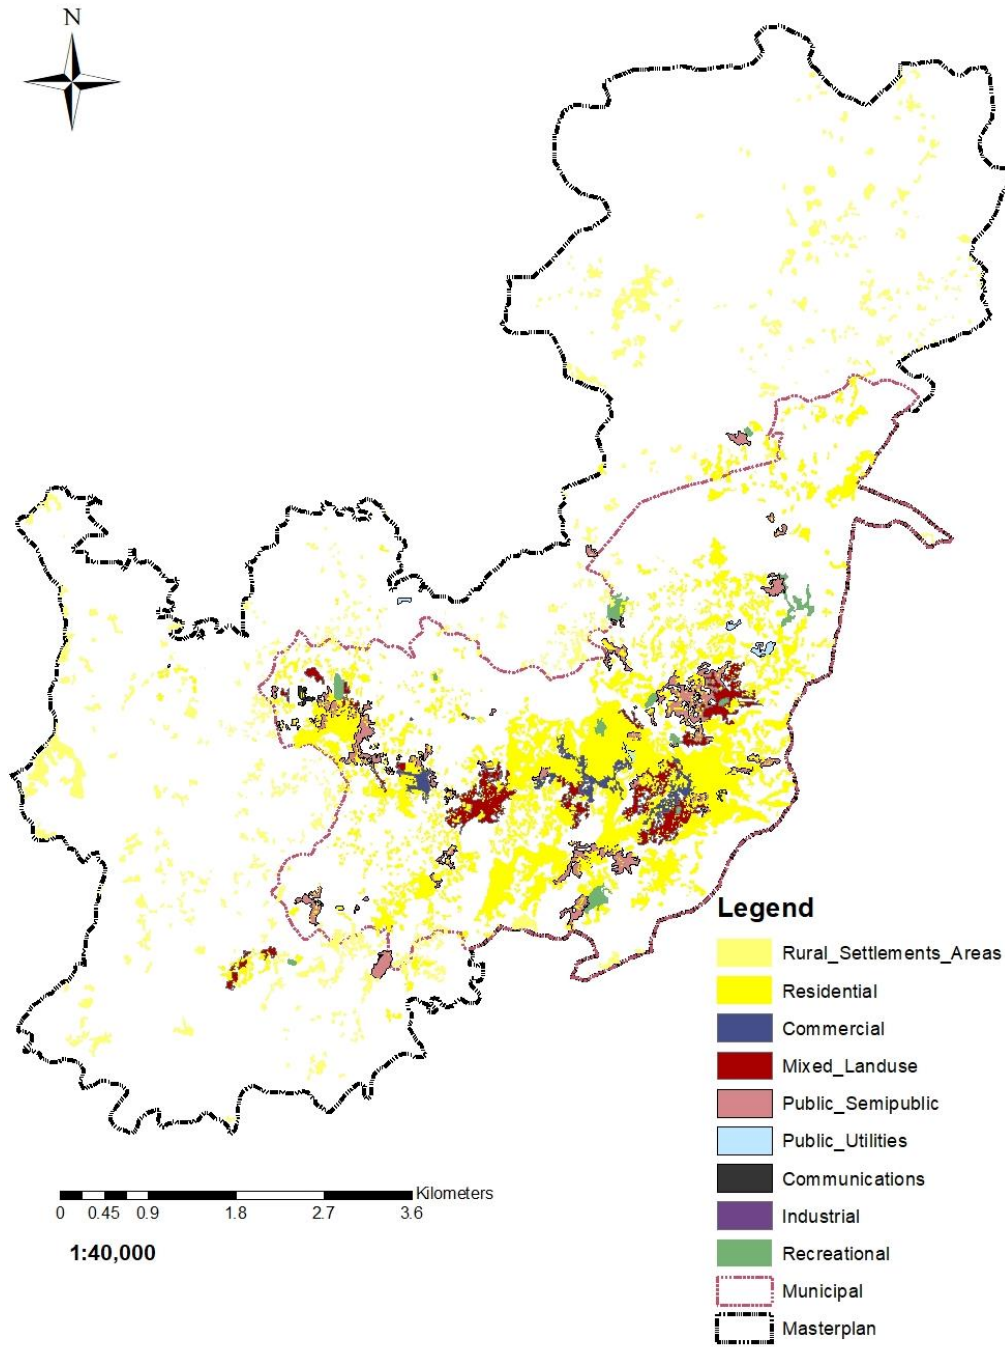 N
Legend
Rural_Settlements_Areas
Residential
Commercial
Mixed_Landuse
Public_Semipublic
Public_Utilities
Communications
Industrial
Recreational
Municipal
Masterplan
Kilometers
0 0.45 0.9 1.8 2.7 3.6
1:40,000